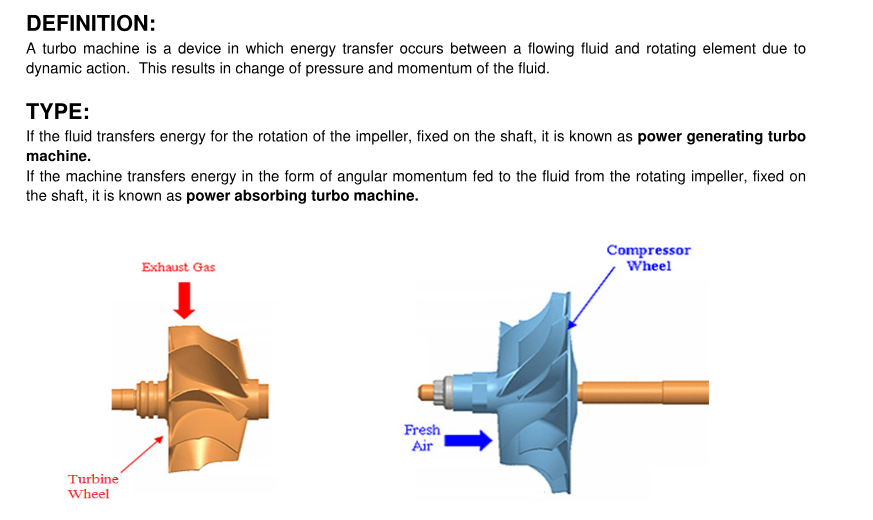 DEFINITION:
A turbo machine is a device in which energy transfer occurs between a flowing fluid and rotating element due to
dynamic action.  This results in change of pressure and momentum of the fluid.
TYPE:
If the fluid transfers energy for the rotation of the impeller, fixed on the shaft, it is known as power generating turbo
machine.
If the machine transfers energy in the form of angular momentum fed to the fluid from the rotating impeller, fixed on
the shaft, it is known as power absorbing turbo machine.
Exhaust Gas
Turbine
Wheel
Compressor
Wheel
Fresh
Air